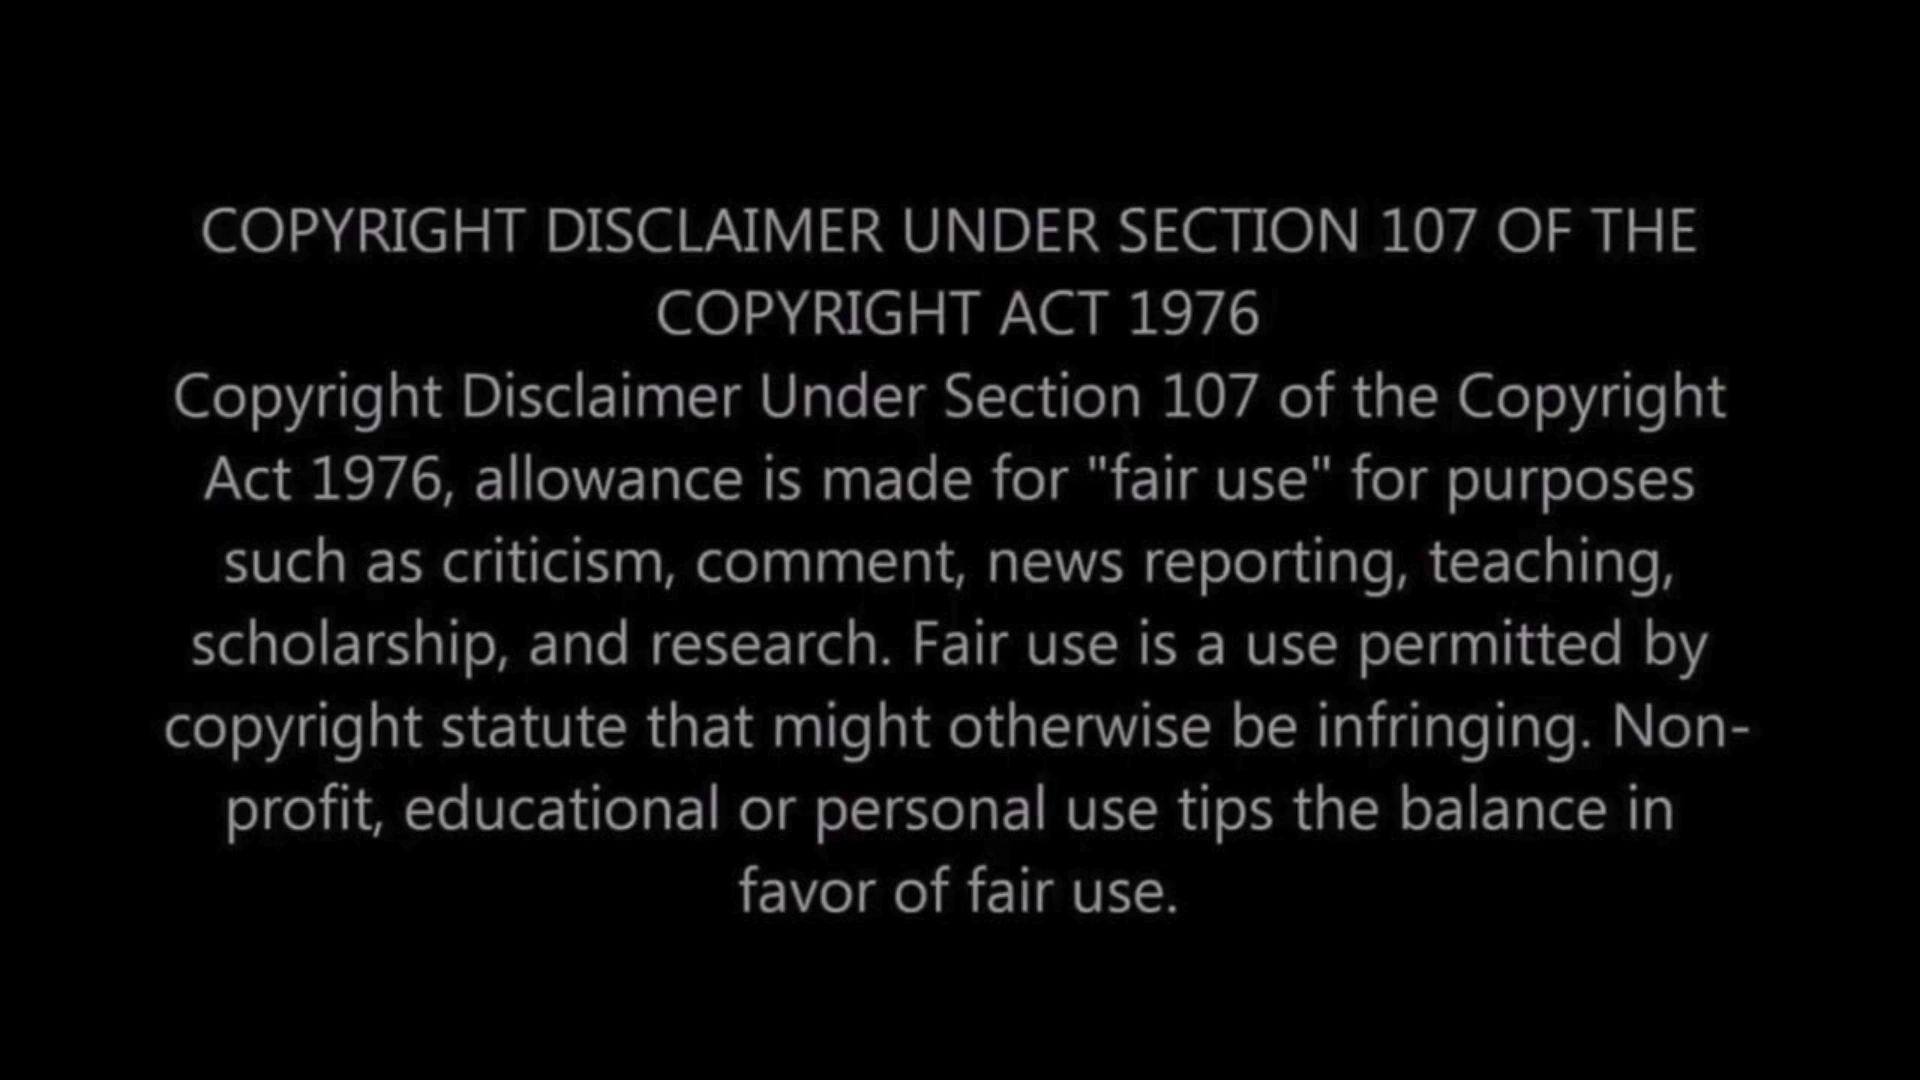 COPYRIGHT DISCLAIMER UNDER SECTION 107 OF THE
COPYRIGHT ACT 1976
Copyright Disclaimer Under Section 107 of the Copyright
Act 1976, allowance is made for "fair use" for purposes
such as criticism, comment, news reporting, teaching,
scholarship, and research. Fair use is a use permitted by
copyright statute that might otherwise be infringing. Non-
profit, educational or personal use tips the balance in
favor of fair use.